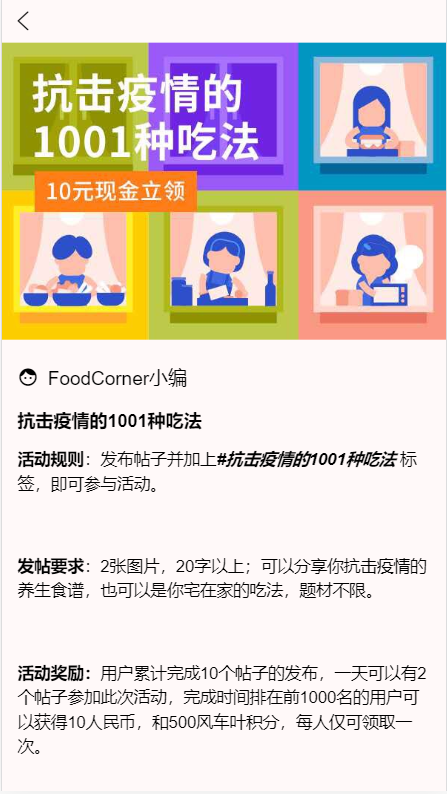 抗击疫情的
1001种吃法
10元现金立领
FoodCorner小编
抗击疫情的1001种吃法
活动规则：发布帖子并加上#抗击疫情的1001种吃法 标
签，即可参与活动。
发帖要求：2张图片，20字以上；可以分享你抗击疫情的
养生食谱，也可以是你宅在家的吃法，题材不限。
活动奖励：用户累计完成10个帖子的发布，一天可以有2
个帖子参加此次活动，完成时间排在前1000名的用户可
以获得10人民币，和500风车叶积分，每人仅可领取一
次。